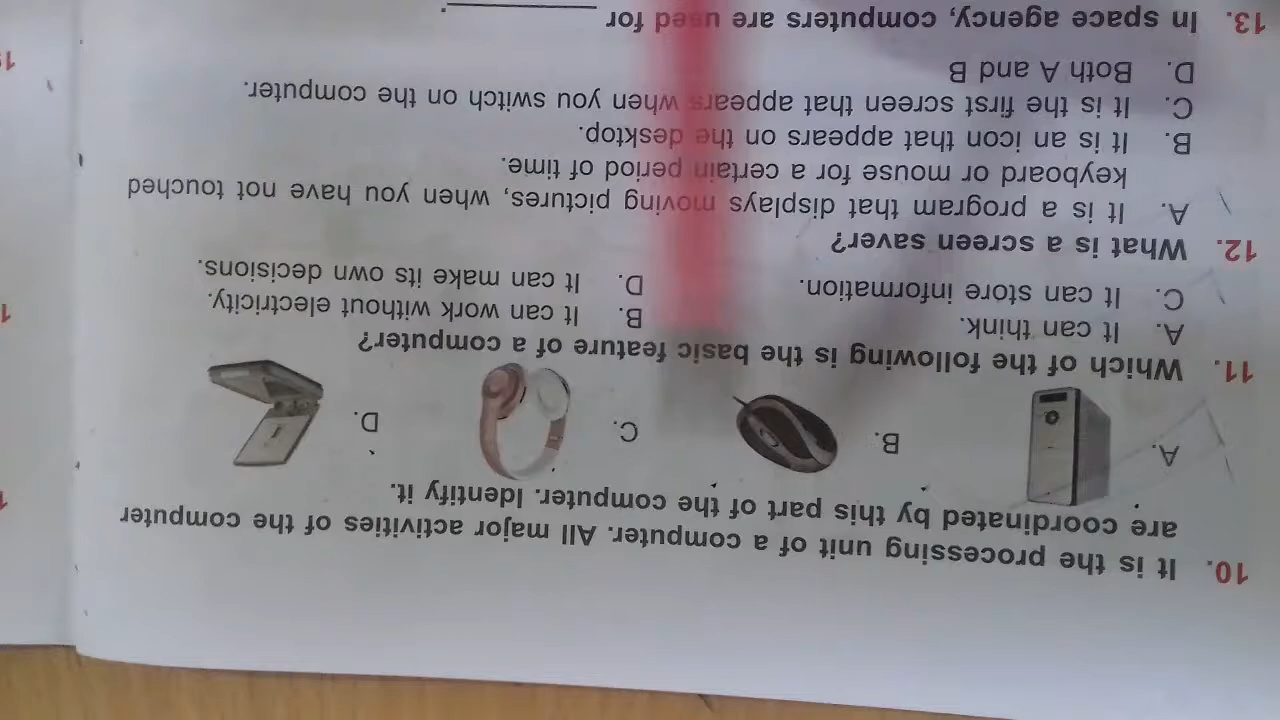 10. It is the processing unit of a computer. All major activities of the computer
are coordinated by this part of the computer. Identify it.
A. B. C. D.
11. Which of the following is the basic feature of a computer?
A. It can think. B. It can work without electricity.
C. It can store information. D. It can make its own decisions.
12. What is a screen saver?
A. It is a program that displays moving pictures, when you have not touched
keyboard or mouse for a certain period of time.
B. It is an icon that appears on the desktop.
C. It is the first screen that appears when you switch on the computer.
D. Both A and B
13. In space agency, computers are used for ________.